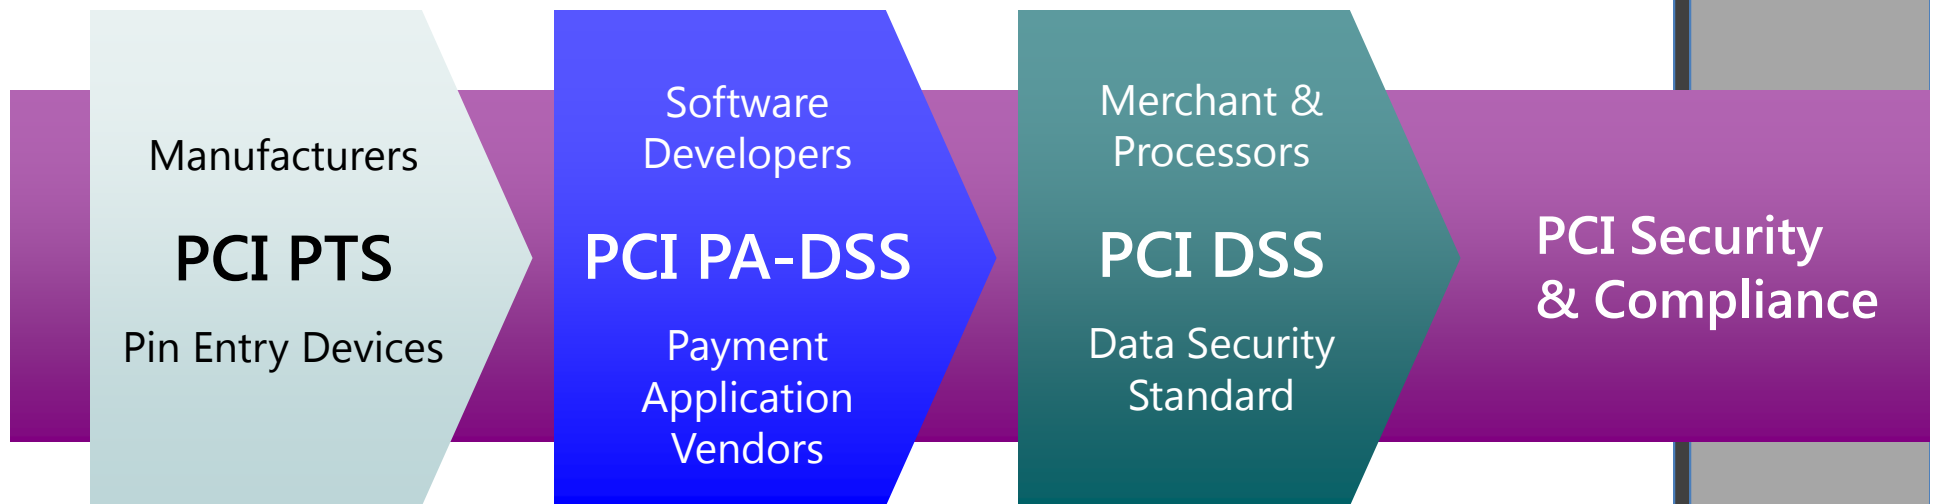 Manufacturers
PCI PTS
Pin Entry Devices
Software
Developers
PCI PA-DSS
Payment
Application
Vendors
Merchant &
Processors
PCI DSS
Data Security
Standard
PCI Security
& Compliance